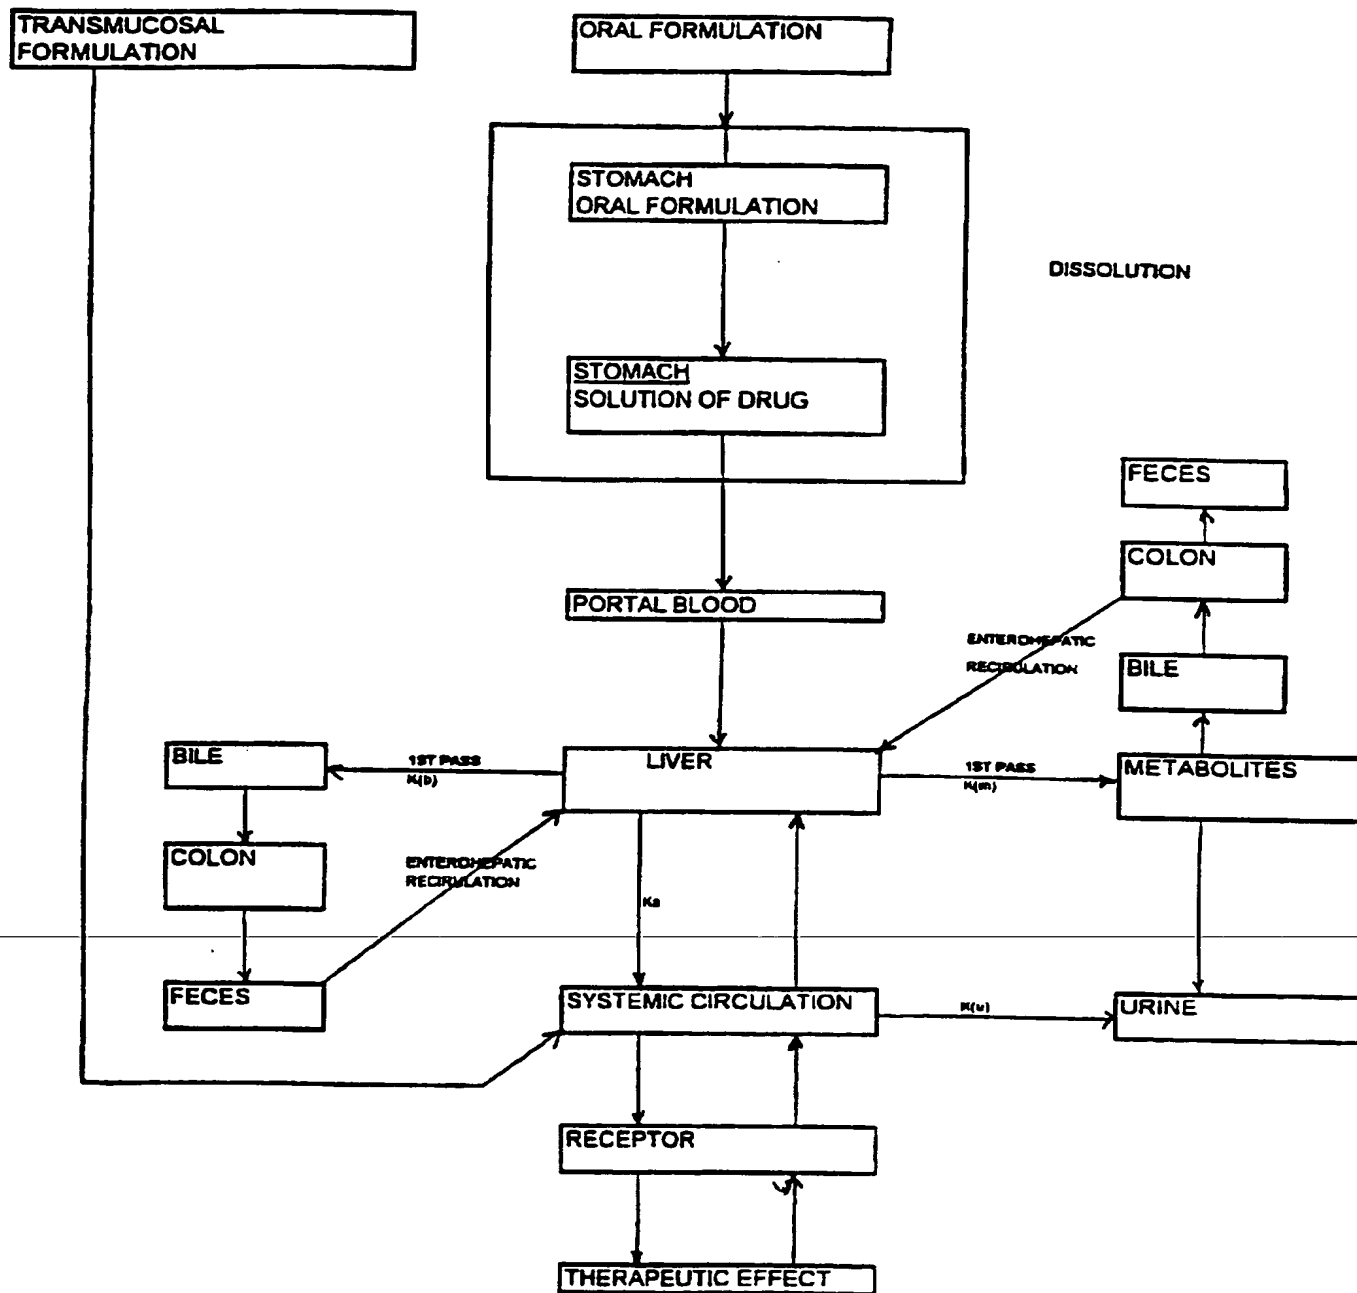 TRANSMUCOSAL
FORMULATION
ORAL FORMULATION
STOMACH
ORAL FORMULATION
DISSOLUTION
STOMACH
SOLUTION OF DRUG
FECES
COLON
PORTAL BLOOD
ENTEROHEPATIC
RECIRULATION
BILE
BILE
1ST PASS
K(b)
LIVER
1ST PASS
K(m)
METABOLITES
COLON
ENTEROHEPATIC
RECIRULATION
Ka
FECES
SYSTEMIC CIRCULATION
K(u)
URINE
RECEPTOR
THERAPEUTIC EFFECT